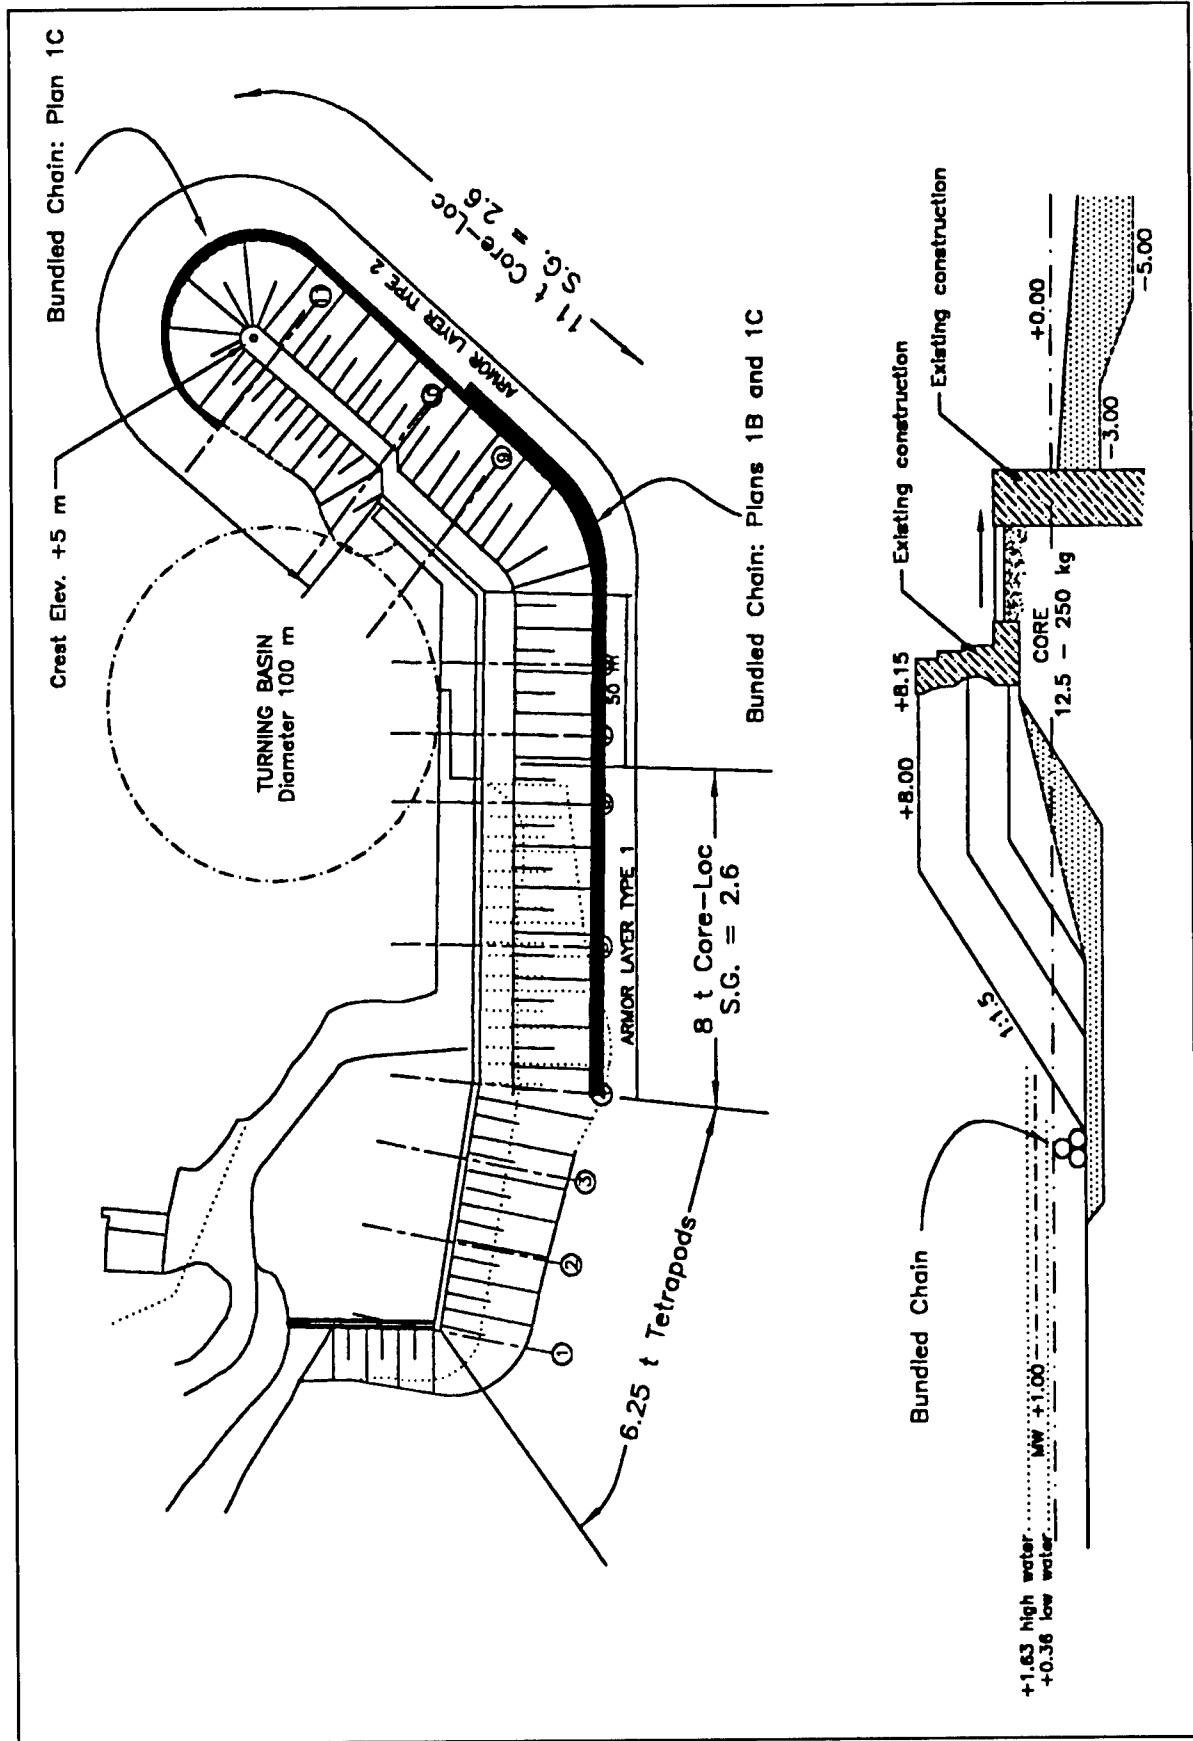 Bundled Chain: Plan 1C
Crest Elev. +5 m
TURNING BASIN
Diameter 100 m
11 t Core-Loc
S.G. = 2.6
ARMOR LAYER TYPE 2
50
Bundled Chain: Plans 1B and 1C
ARMOR LAYER TYPE 1
8 t Core-Loc
S.G. = 2.6
3
2
1
6.25 t Tetrapods
Existing construction
Existing construction
+8.15
+8.00
+0.00
-3.00
-5.00
CORE
12.5 - 250 kg
1:1.5
Bundled Chain
MW +1.00
+1.63 high water
+0.36 low water